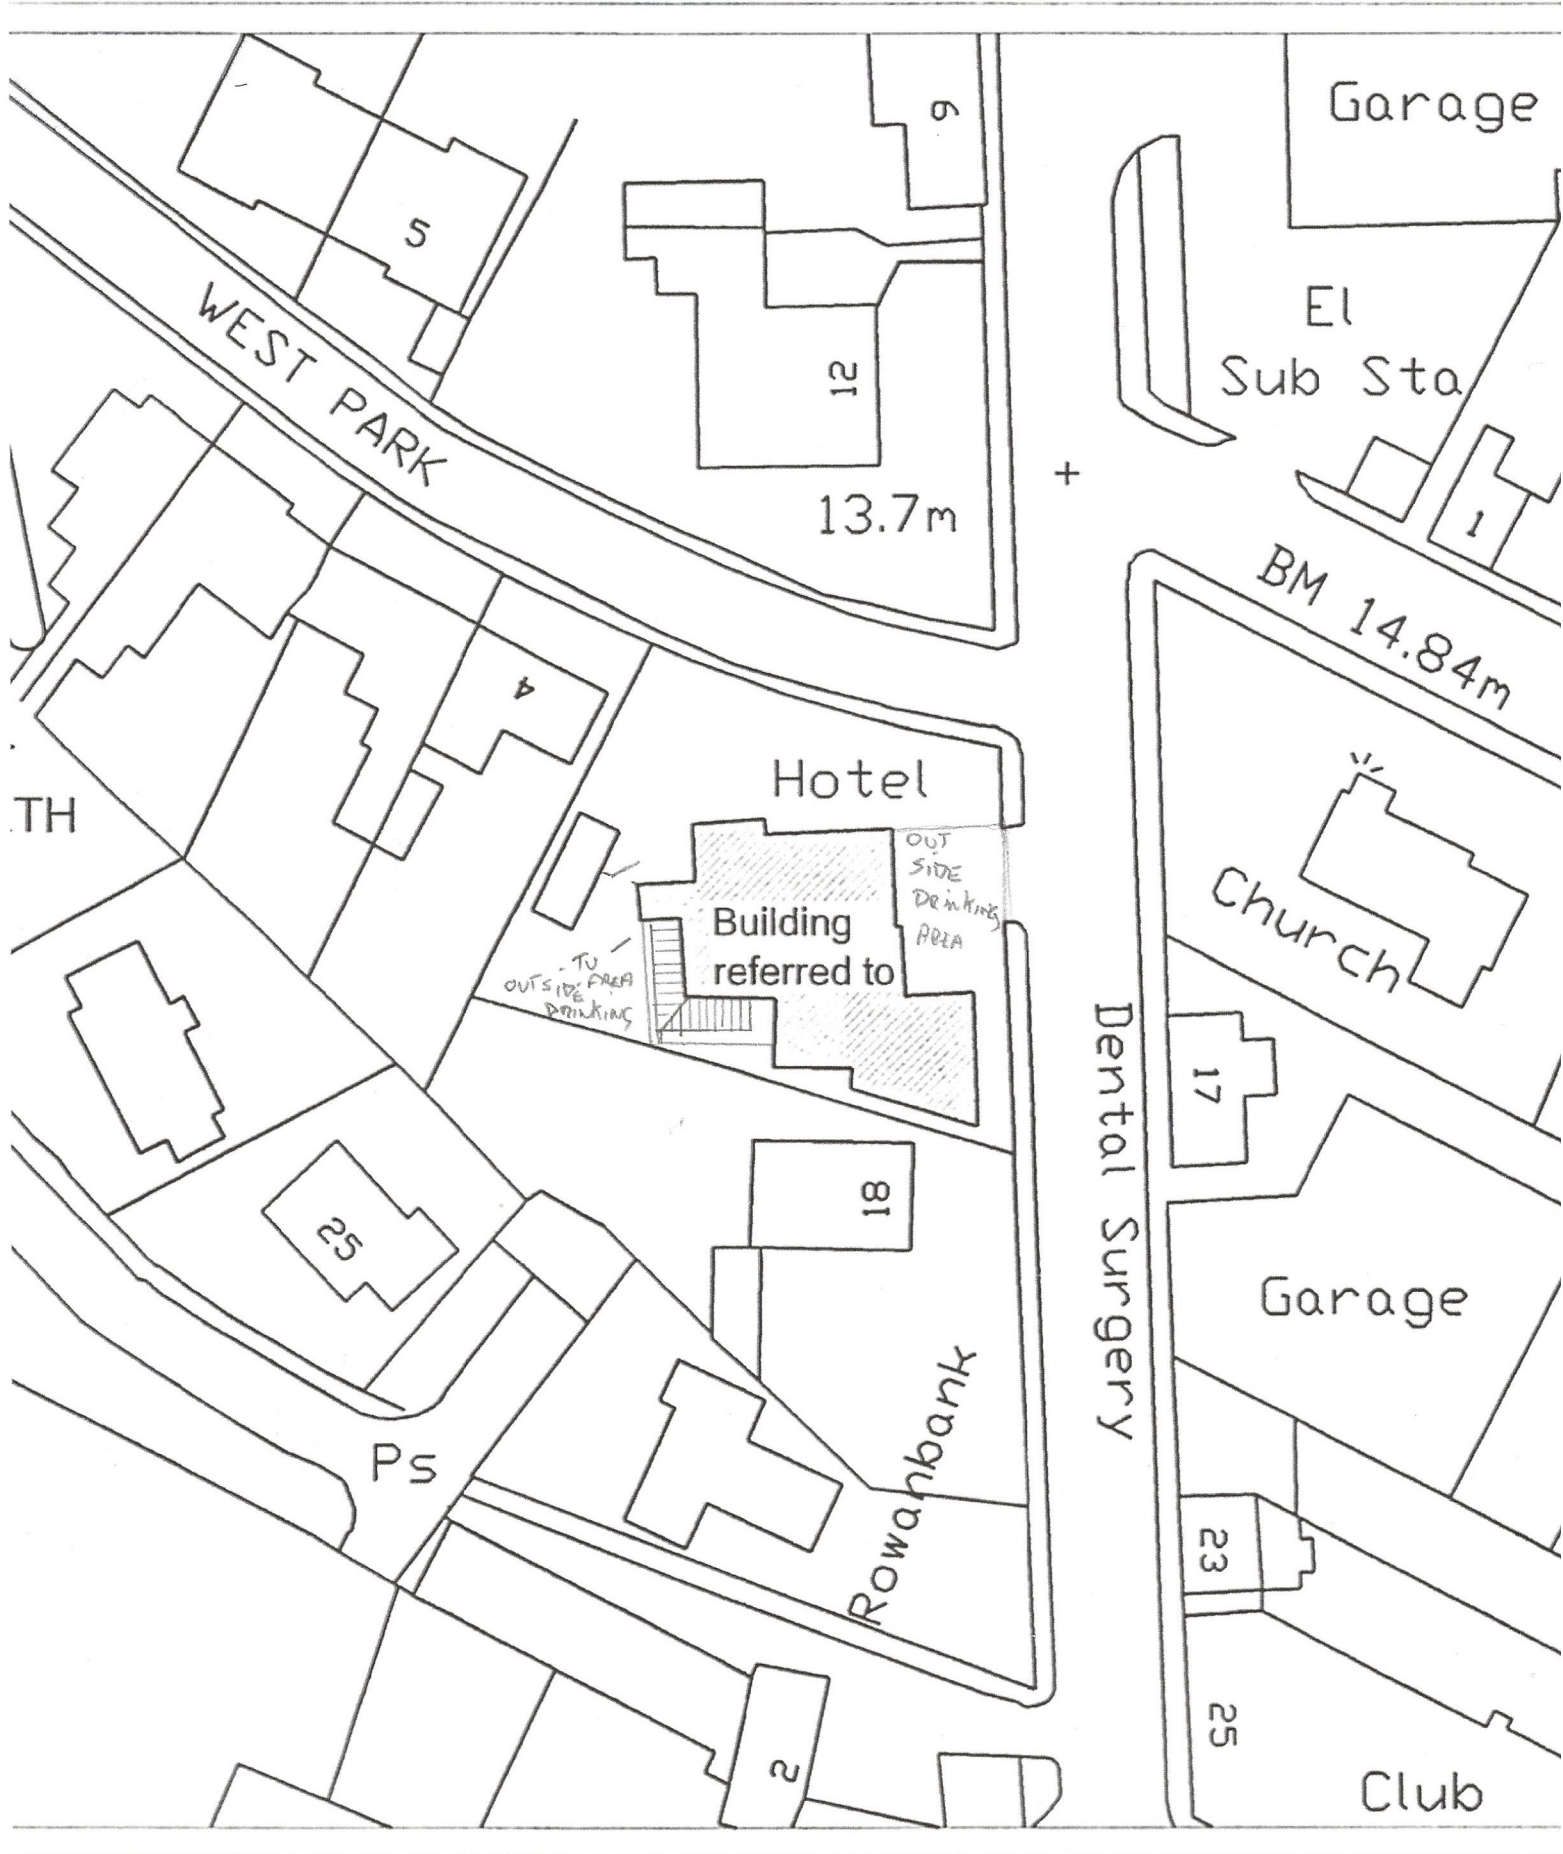 Garage
9
5
El
Sub Sta
WEST PARK
12
13.7m
1
BM 14.84m
4
Hotel
TH
OUT
SIDE
DRINKING
AREA
Church
Building
referred to
TO
OUTSIDE AREA
DRINKING
17
Dental Surgery
18
25
Garage
Rowanbank
Ps
23
25
2
Club